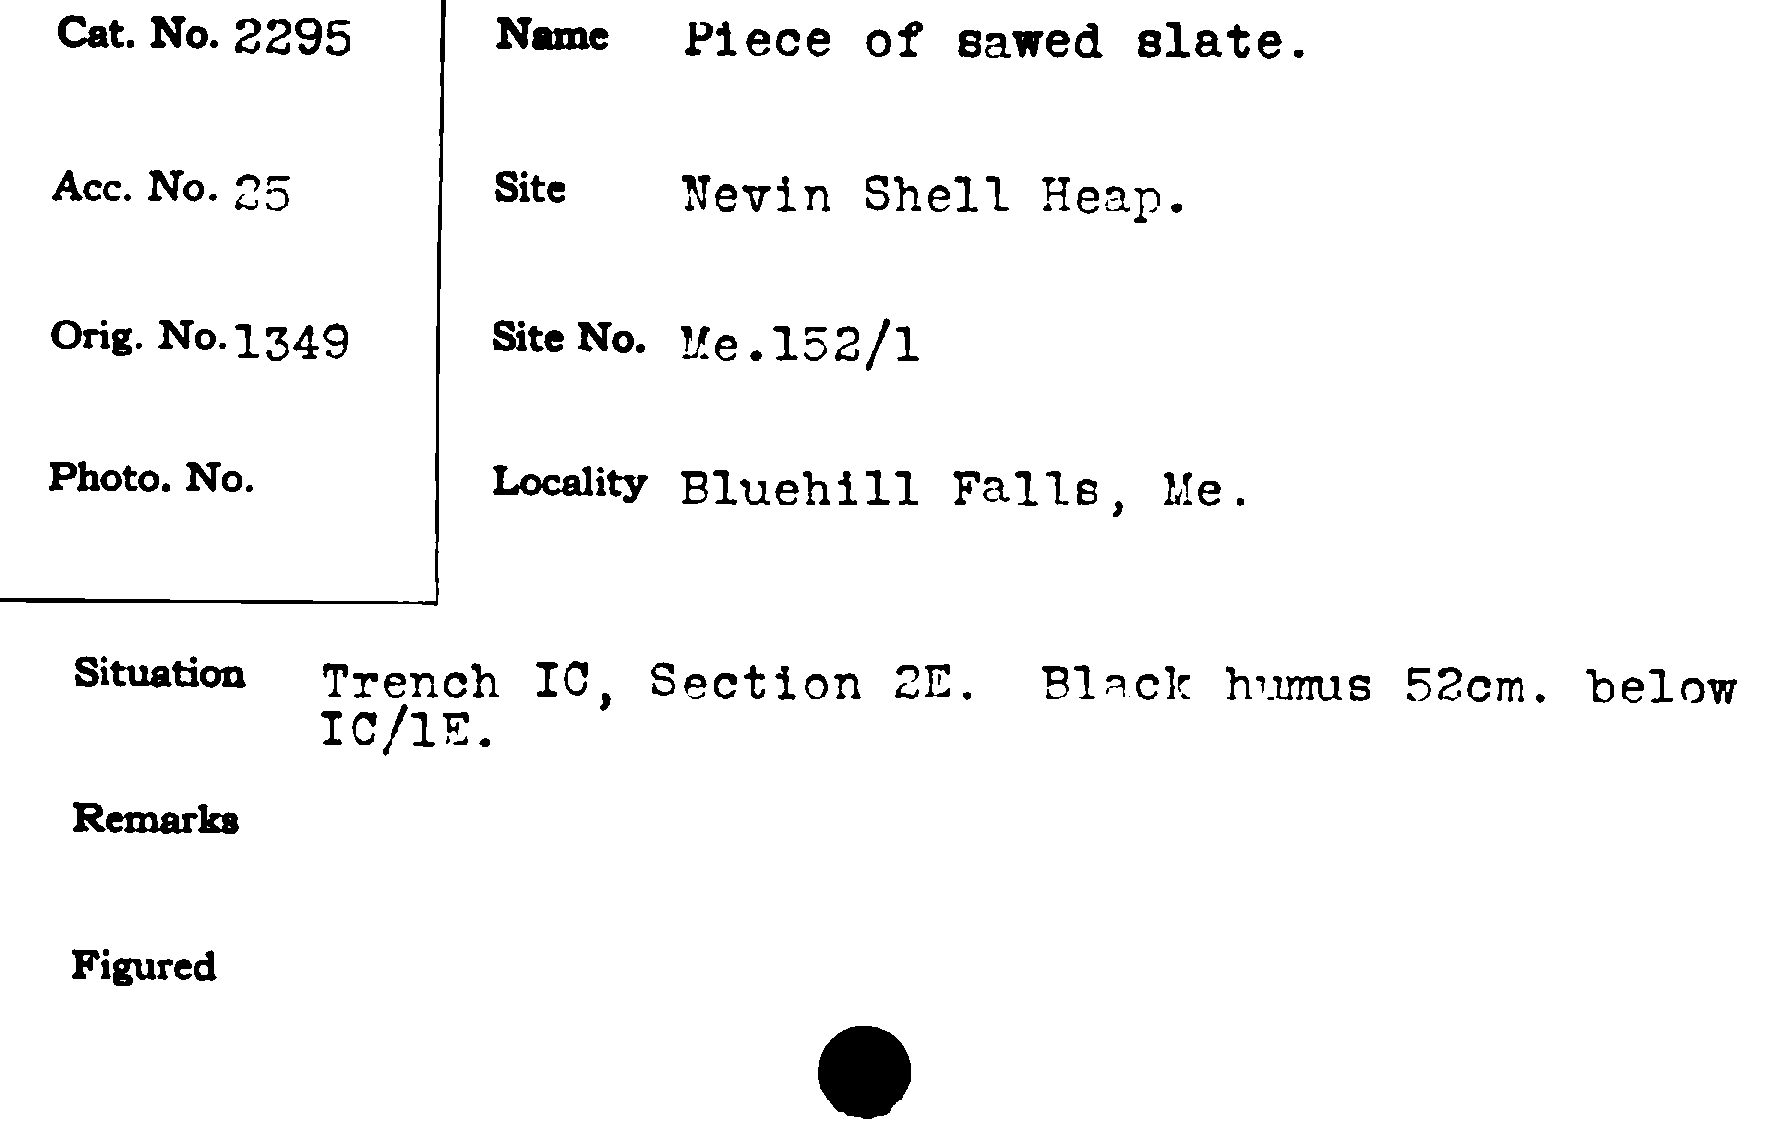 Cat. No. 2295
Name Piece of sawed slate.
Acc. No. 25
Site Nevin Shell Heap.
Orig. No. 1349
Site No. Me.152/1
Photo. No.
Locality Bluehill Falls, Me.
Situation Trench IC, Section 2E. Black humus 52cm. below
IC/1E.
Remarks
Figured